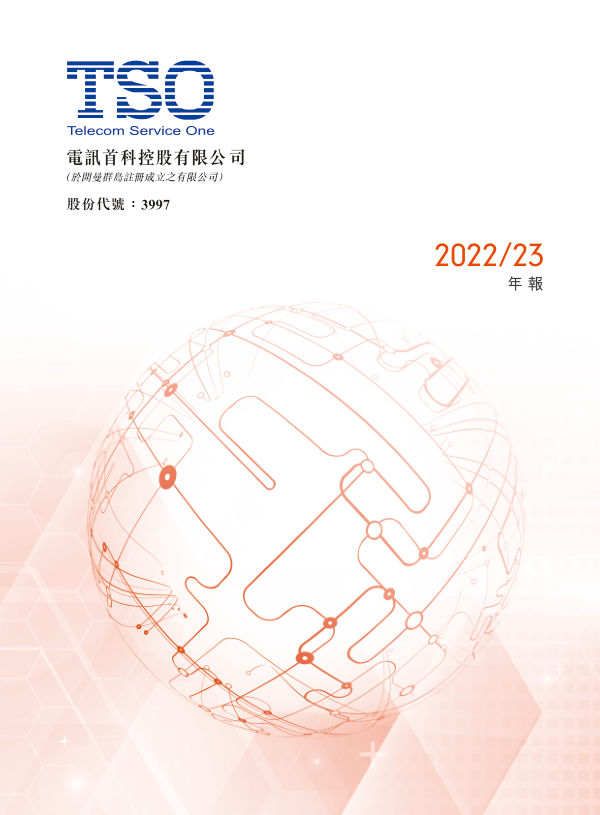 TSO
Telecom Service One
電訊首科控股有限公司
(於開曼群島註冊成立之有限公司)
股份代號：3997
2022/23
年報